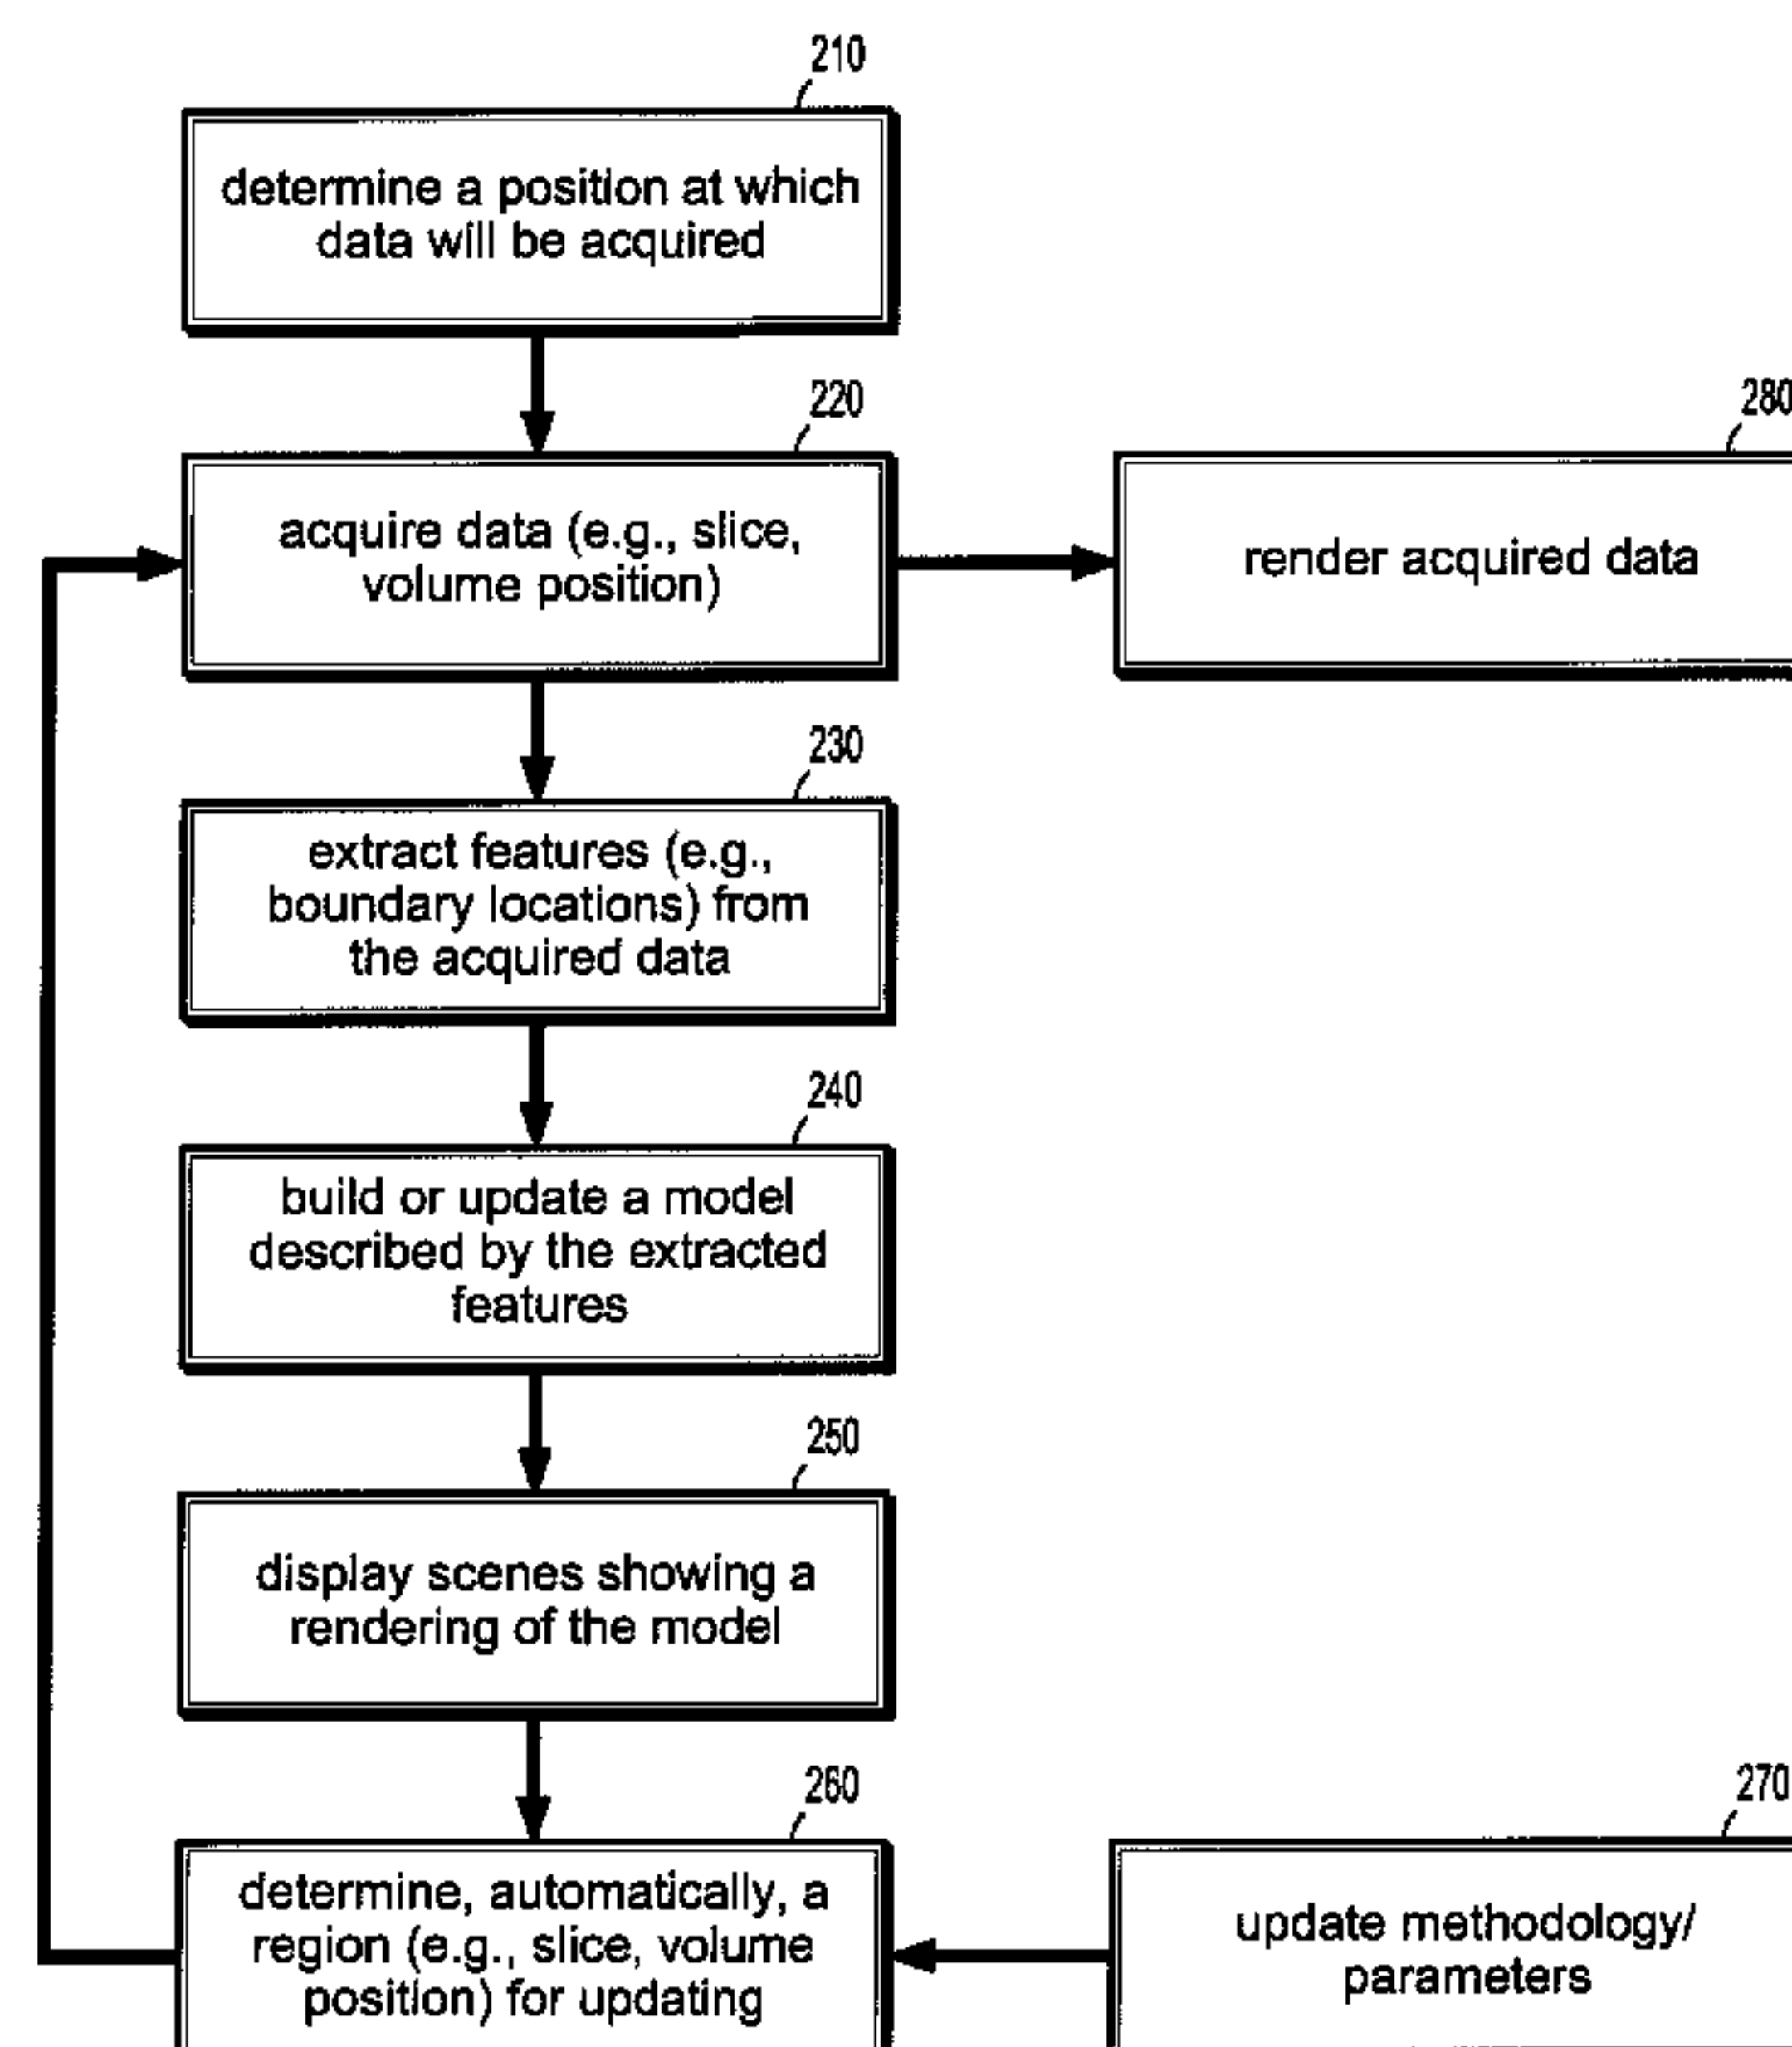 210
determine a position at which
data will be acquired
220
acquire data (e.g., slice,
volume position)
280
render acquired data
230
extract features (e.g.,
boundary locations) from
the acquired data
240
build or update a model
described by the extracted
features
250
display scenes showing a
rendering of the model
260
determine, automatically, a
region (e.g., slice, volume
position) for updating
270
update methodology/
parameters